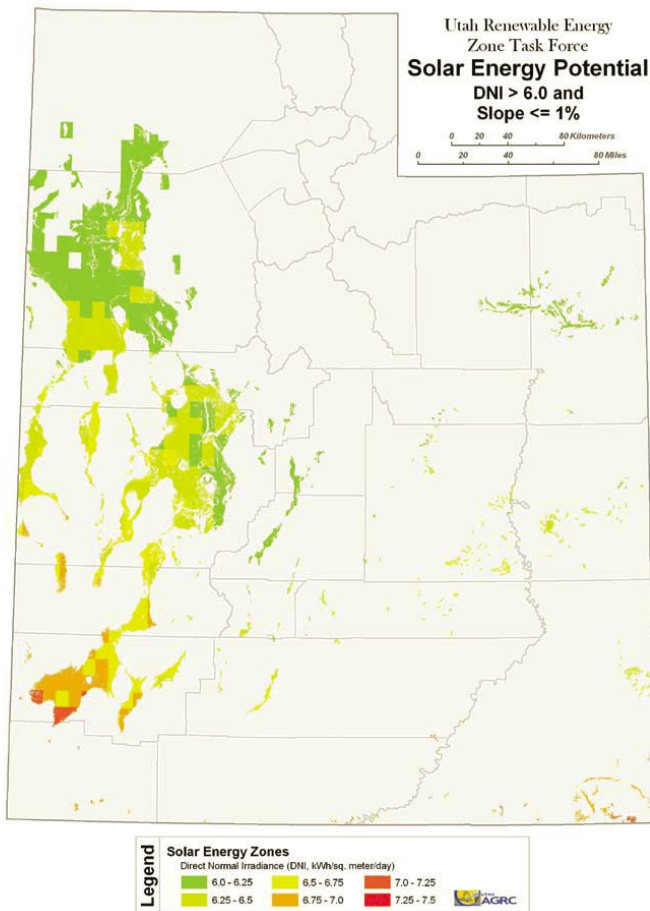 Utah Renewable Energy
Zone Task Force
Solar Energy Potential
DNI > 6.0 and
Slope <= 1%
0 20 40 80 Kilometers
0 20 40 80 Miles
Legend
Solar Energy Zones
Direct Normal Irradiance (DNI, kWh/sq. meter/day)
6.0 - 6.25 6.5 - 6.75 7.0 - 7.25
6.25 - 6.5 6.75 - 7.0 7.25 - 7.5
AGRC